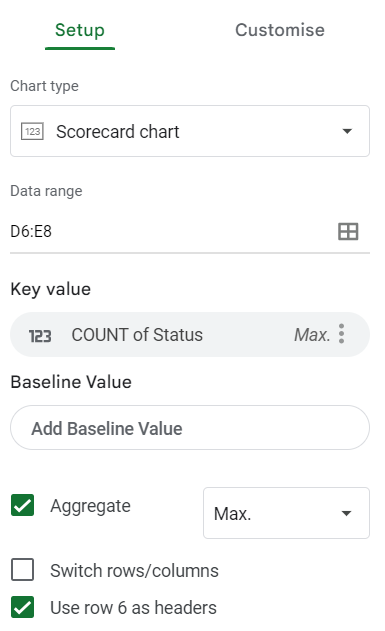 Setup Customise
Chart type
123 Scorecard chart
Data range
D6:E8
Key value
123 COUNT of Status Max.
Baseline Value
Add Baseline Value
Aggregate Max.
Switch rows/columns
Use row 6 as headers